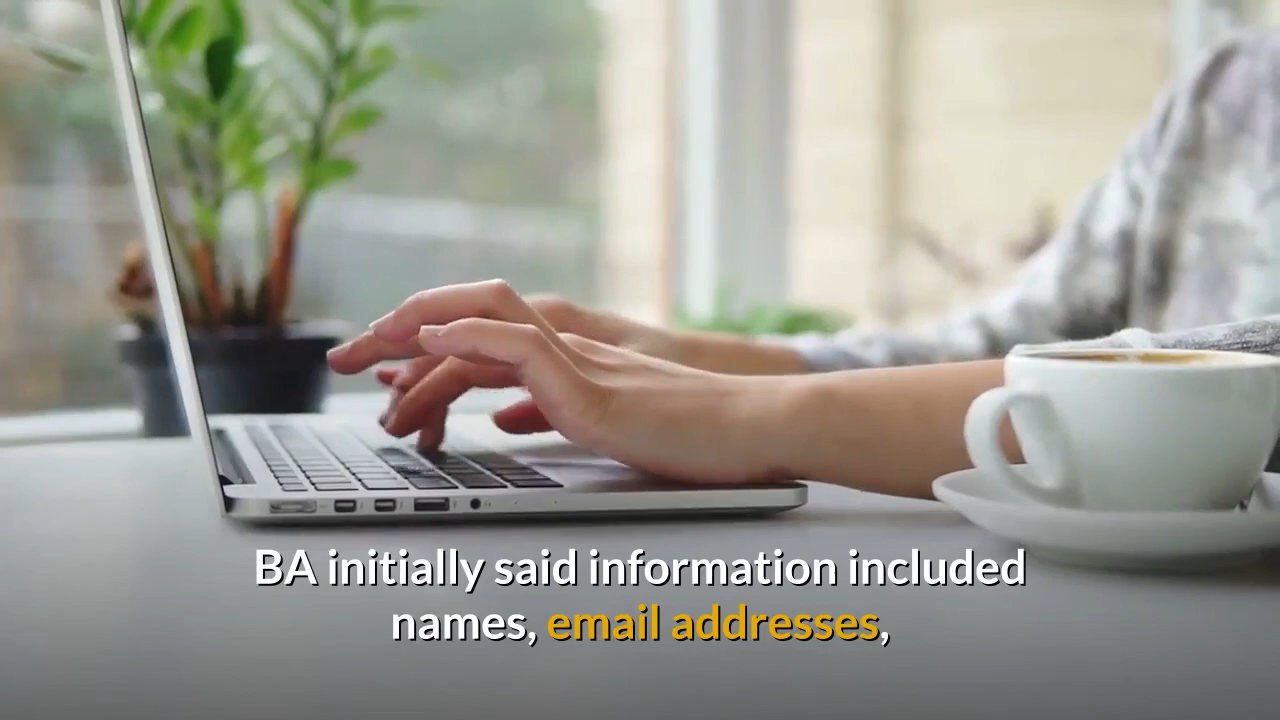 BA initially said information included
names, email addresses,